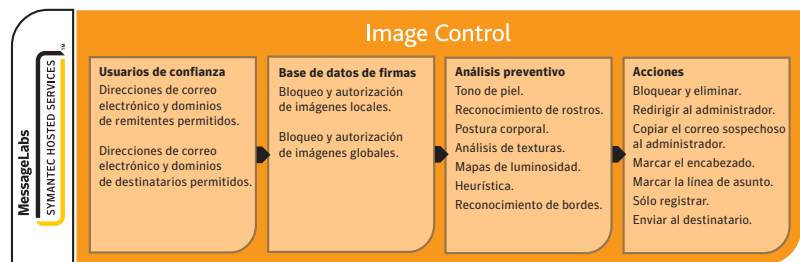 MessageLabs
SYMANTEC HOSTED SERVICES™
Image Control
Usuarios de confianza
Direcciones de correo
electrónico y dominios
de remitentes permitidos.
Direcciones de correo
electrónico y dominios
de destinatarios permitidos.
Base de datos de firmas
Bloqueo y autorización
de imágenes locales.
Bloqueo y autorización
de imágenes globales.
Análisis preventivo
Tono de piel.
Reconocimiento de rostros.
Postura corporal.
Análisis de texturas.
Mapas de luminosidad.
Heurística.
Reconocimiento de bordes.
Acciones
Bloquear y eliminar.
Redirigir al administrador.
Copiar el correo sospechoso
al administrador.
Marcar el encabezado.
Marcar la línea de asunto.
Sólo registrar.
Enviar al destinatario.